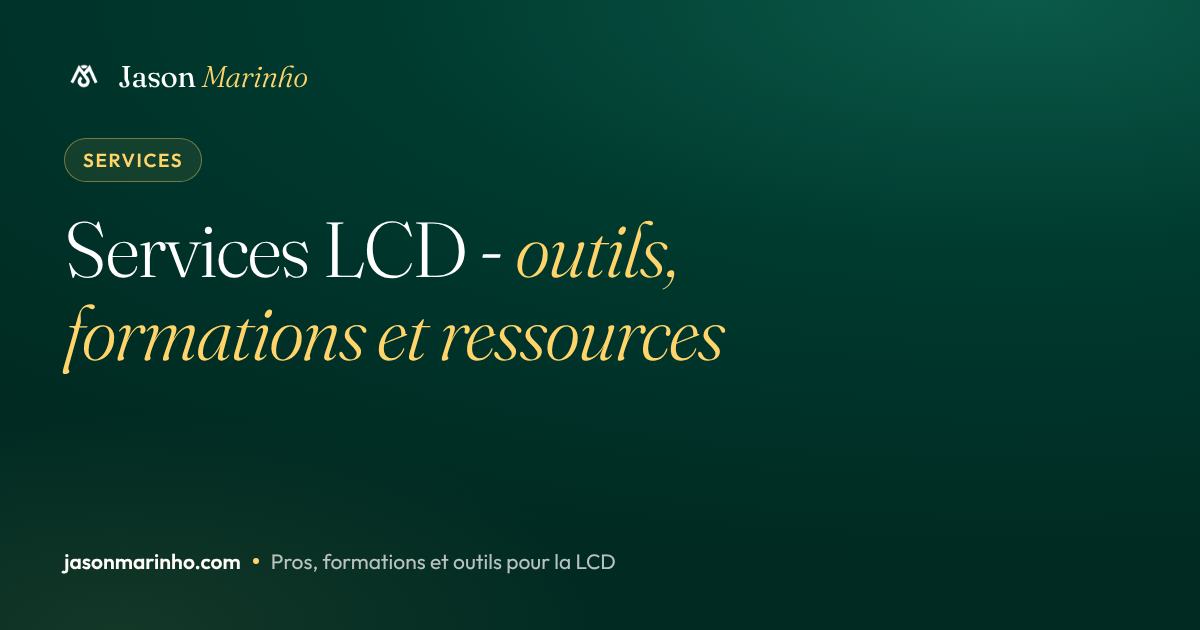 Jason Marinho
SERVICES
Services LCD - outils,
formations et ressources
jasonmarinho.com • Pros, formations et outils pour la LCD